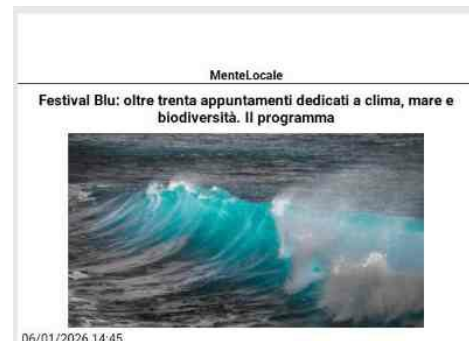 MenteLocale
Festival Blu: oltre trenta appuntamenti dedicati a clima, mare e
biodiversità. Il programma
06/01/2026 14:45